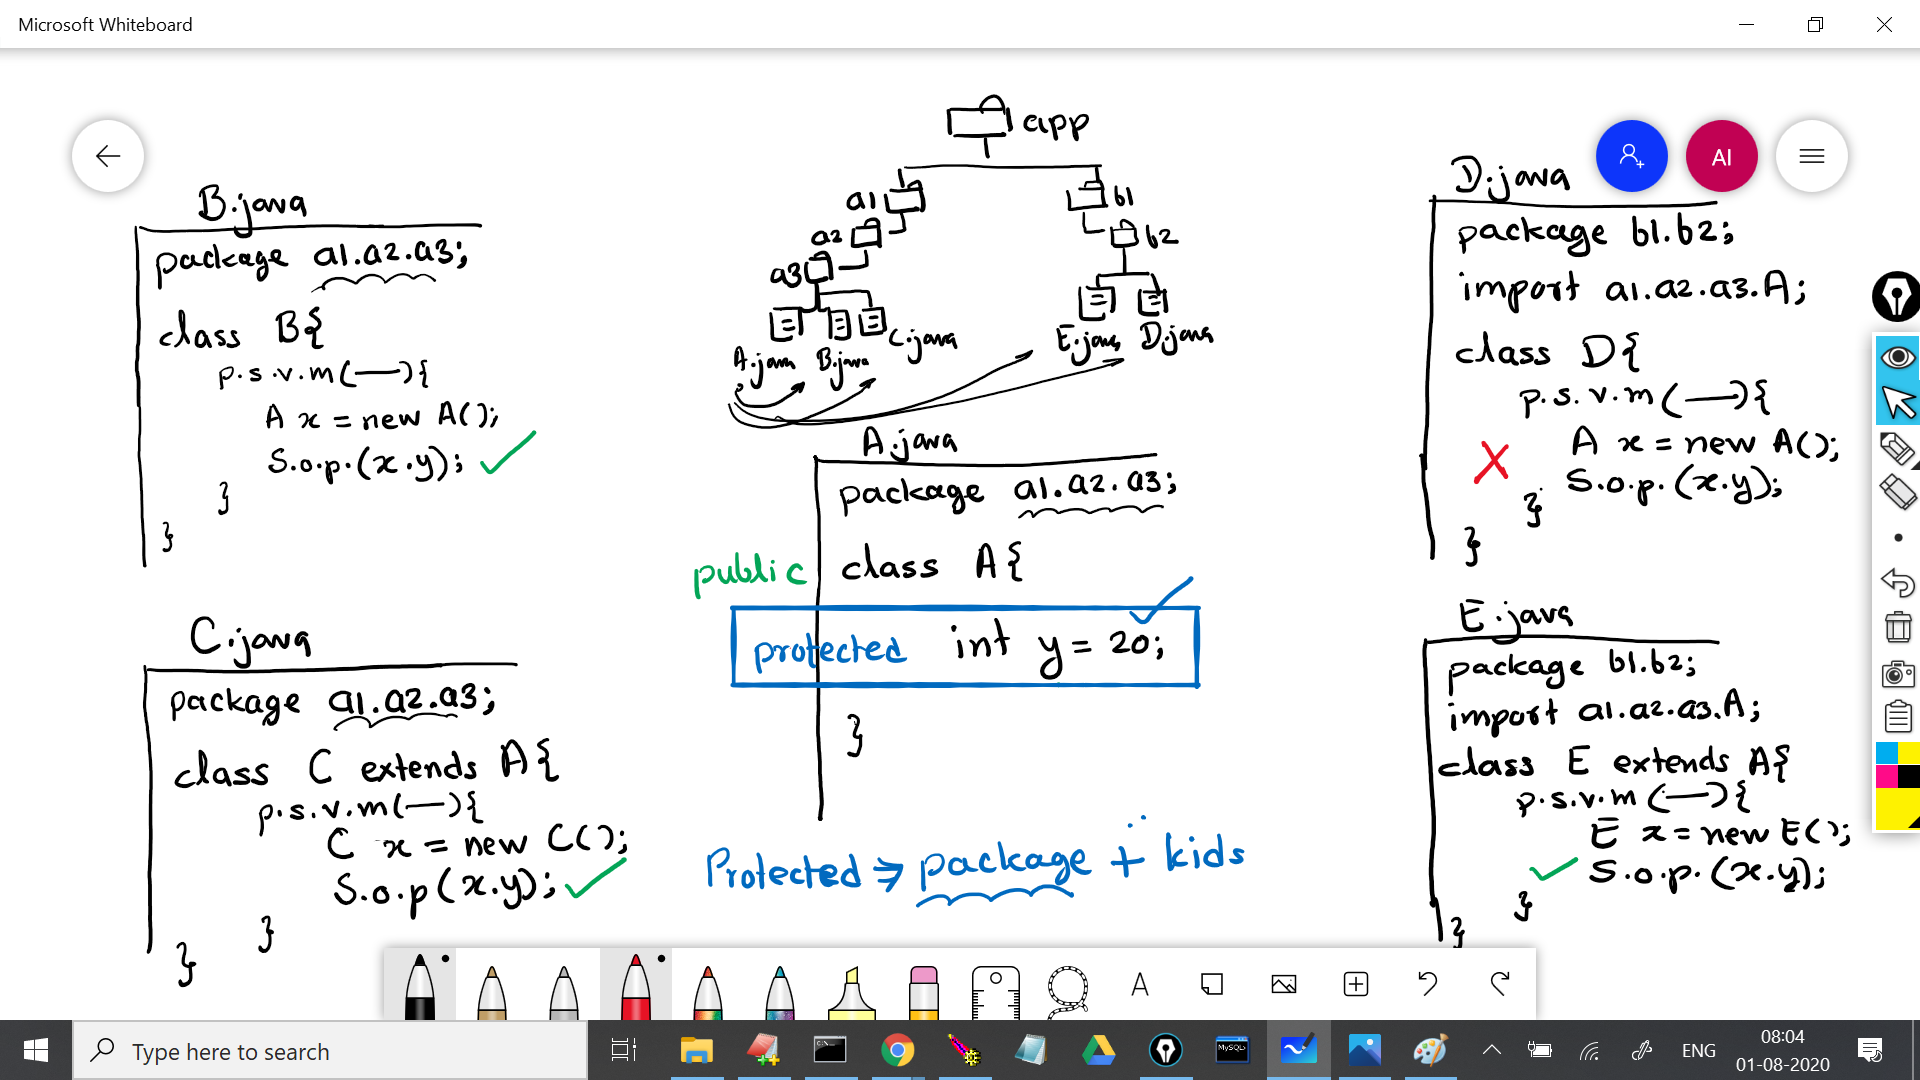 Microsoft Whiteboard
app
a1
b1
a2
b2
a3
A.java
B.java
C.java
E.java
D.java
AI
B.java
package a1.a2.a3;
class B{
p.s.v.m(—){
A x = new A();
S.o.p.(x.y);
}
}
C.java
package a1.a2.a3;
class C extends A{
p.s.v.m(—){
C x = new C();
S.o.p(x.y);
}
}
A.java
package a1.a2.a3;
public class A{
protected int y = 20;
}
Protected ⇒ package + kids
D.java
package b1.b2;
import a1.a2.a3.A;
class D{
p.s.v.m(—){
A x = new A();
S.o.p.(x.y);
}
}
E.java
package b1.b2;
import a1.a2.a3.A;
class E extends A{
p.s.v.m(—){
E x = new E();
S.o.p.(x.y);
}
}
A
Type here to search
MySQL
ENG
08:04
01-08-2020